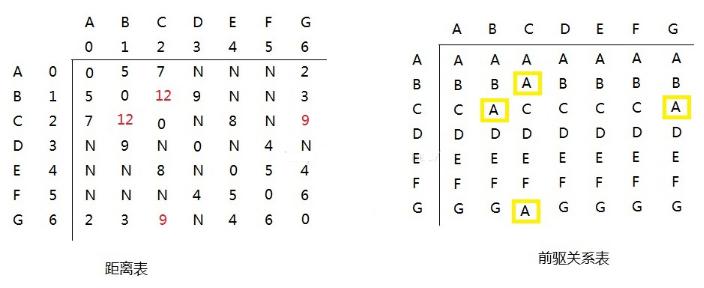 A B C D E F G
0 1 2 3 4 5 6
A 0 0 5 7 N N N 2
B 1 5 0 12 9 N N 3
C 2 7 12 0 N 8 N 9
D 3 N 9 N 0 N 4 N
E 4 N N 8 N 0 5 4
F 5 N N N 4 5 0 6
G 6 2 3 9 N 4 6 0
距离表
A B C D E F G
A A A A A A A A
B B B A B B B B
C C A C C C C A
D D D D D D D D
E E E E E E E E
F F F F F F F F
G G G A G G G G
前驱关系表